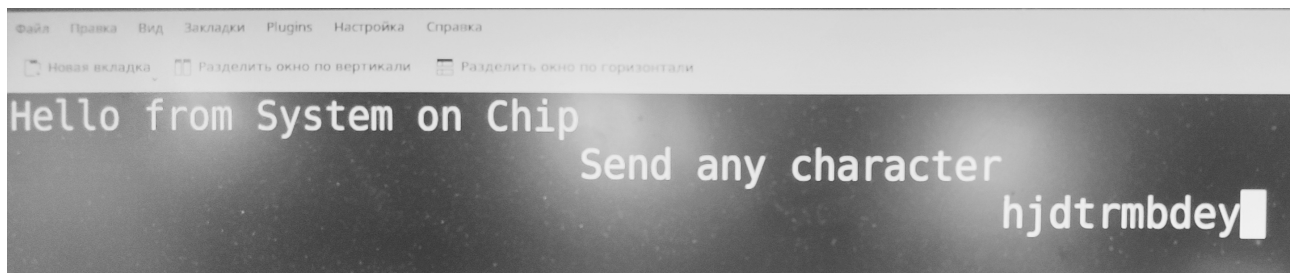 Файл Правка Вид Закладки Plugins Настройка Справка
Новая вкладка Разделить окно по вертикали Разделить окно по горизонтали
Hello from System on Chip
Send any character
hjdtrmbdey